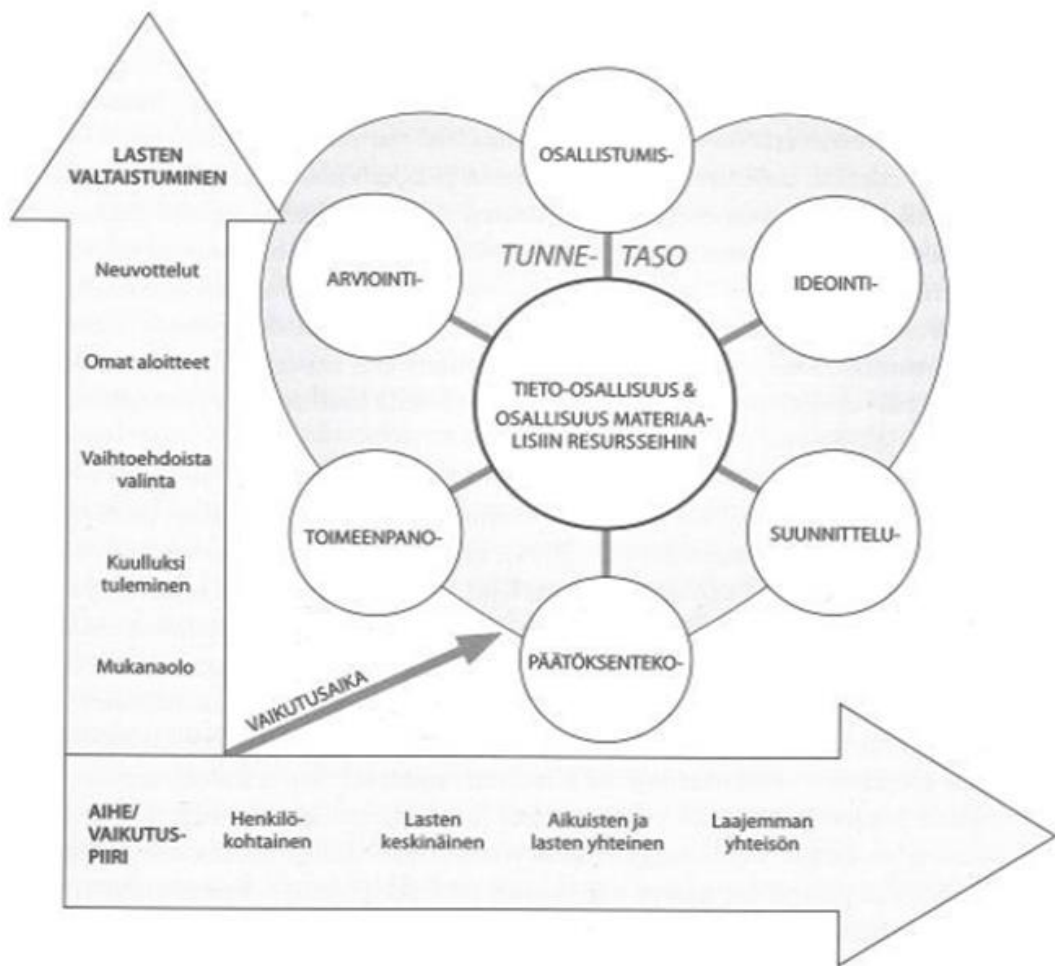 LASTEN
VALTAISTUMINEN
Neuvottelut
Omat aloitteet
Vaihtoehdoista
valinta
Kuulluksi
tuleminen
Mukanaolo
OSALLISTUMIS-
TUNNE- TASO
ARVIOINTI-
IDEOINTI-
TIETO-OSALLISUUS &
OSALLISUUS MATERIAA-
LISIIN RESURSSEIHIN
TOIMEENPANO-
SUUNNITTELU-
PÄÄTÖKSENTEKO-
VAIKUTUSAIKA
AIHE/
VAIKUTUS-
PIIRI
Henkilö-
kohtainen
Lasten
keskinäinen
Aikuisten ja
lasten yhteinen
Laajemman
yhteisön